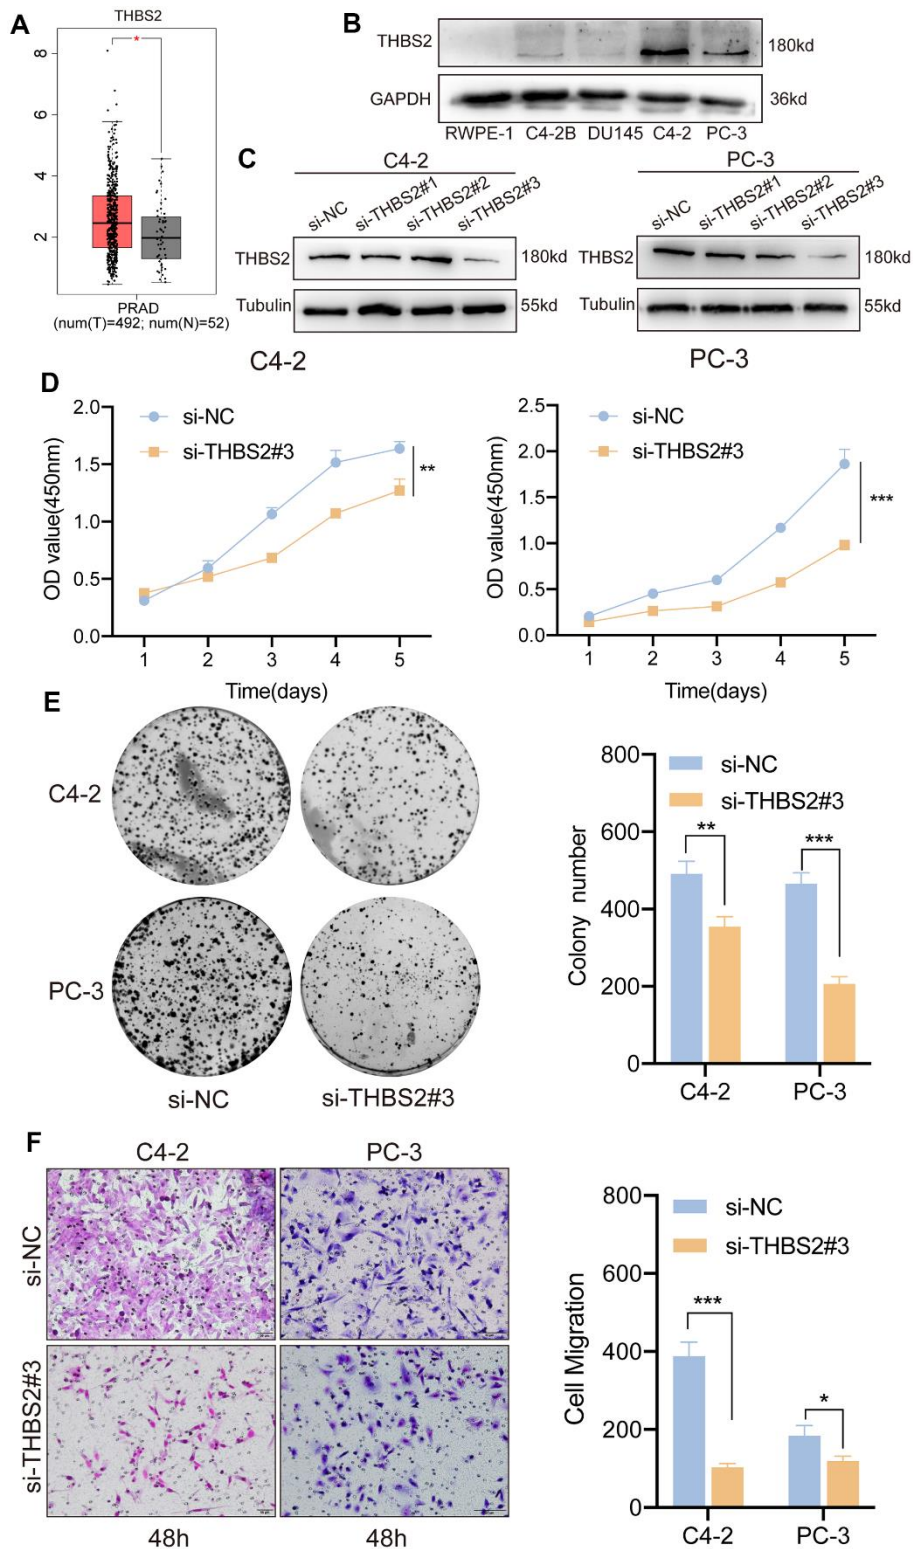 A
THBS2
*
8
6
4
2
PRAD
(num(T)=492; num(N)=52)
B
THBS2
180kd
GAPDH
36kd
RWPE-1 C4-2B DU145 C4-2 PC-3
C
C4-2
si-NC si-THBS2#1 si-THBS2#2 si-THBS2#3
THBS2
180kd
Tubulin
55kd
PC-3
si-NC si-THBS2#1 si-THBS2#2 si-THBS2#3
THBS2
180kd
Tubulin
55kd
D
C4-2
OD value(450nm)
2.0
1.5
1.0
0.5
0.0
si-NC
si-THBS2#3
**
1 2 3 4 5
Time(days)
PC-3
OD value(450nm)
2.5
2.0
1.5
1.0
0.5
0.0
si-NC
si-THBS2#3
***
1 2 3 4 5
Time(days)
E
C4-2
PC-3
si-NC si-THBS2#3
Colony number
800
600
400
200
0
si-NC
si-THBS2#3
**
***
C4-2 PC-3
F
C4-2 PC-3
si-NC
si-THBS2#3
48h 48h
Cell Migration
800
600
400
200
0
si-NC
si-THBS2#3
***
*
C4-2 PC-3